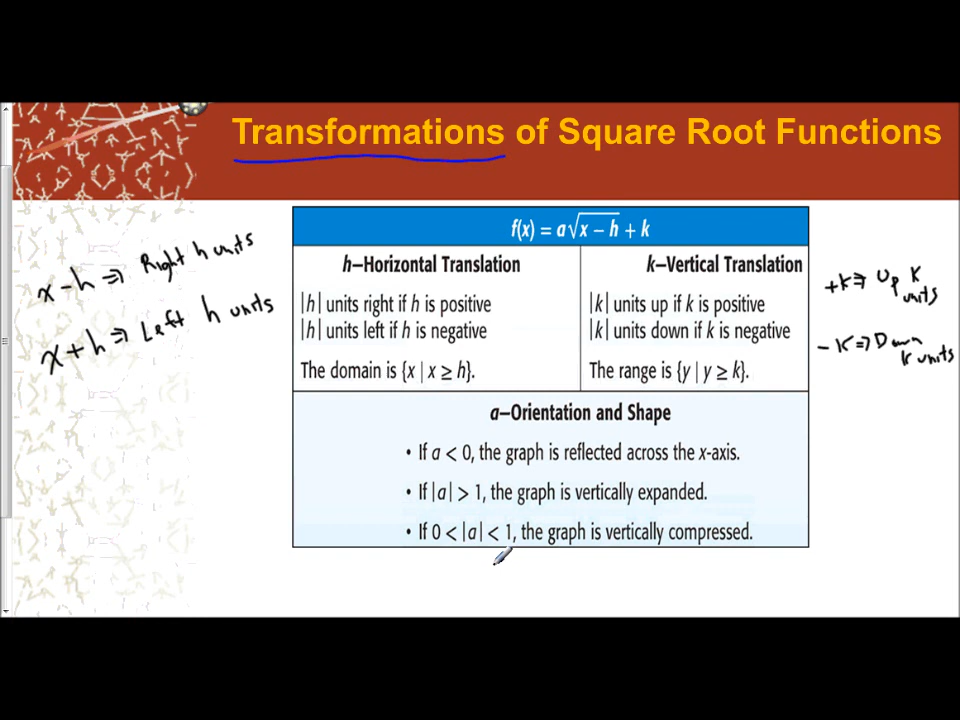 Transformations of Square Root Functions
f(x) = a√x − h + k
h–Horizontal Translation
|h| units right if h is positive
|h| units left if h is negative
The domain is {x | x ≥ h}.
k–Vertical Translation
|k| units up if k is positive
|k| units down if k is negative
The range is {y | y ≥ k}.
a–Orientation and Shape
• If a < 0, the graph is reflected across the x-axis.
• If |a| > 1, the graph is vertically expanded.
• If 0 < |a| < 1, the graph is vertically compressed.
x − h ⇒ Right h units
x + h ⇒ Left h units
+K ⇒ Up K
units
− K ⇒ Down
K units